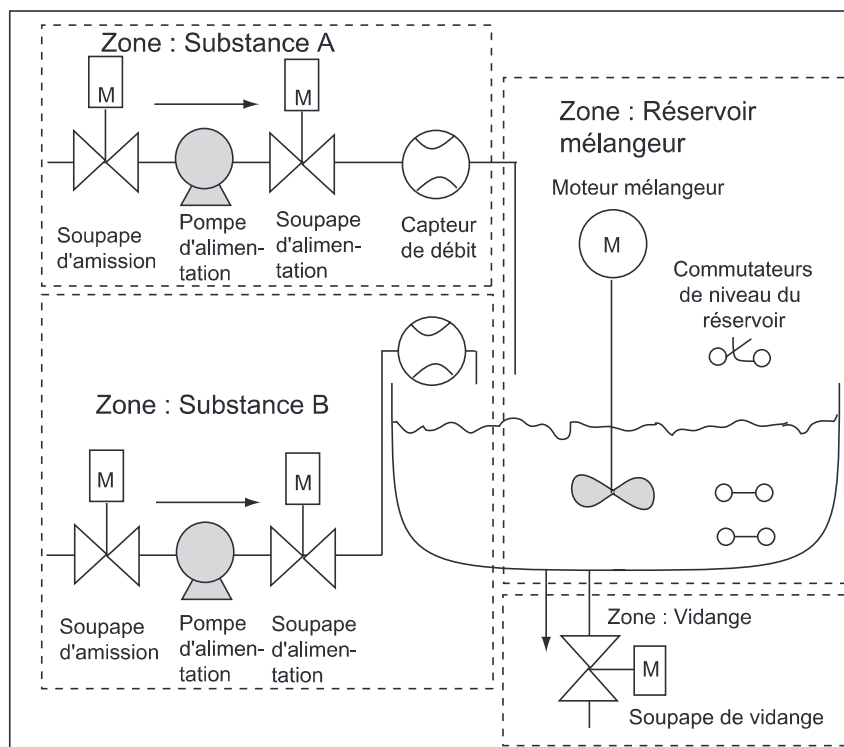 Zone : Substance A
M
M
Soupape
d'amission
Pompe
d'alimen-
tation
Soupape
d'alimen-
tation
Capteur
de débit
Zone : Réservoir
mélangeur
Moteur mélangeur
M
Commutateurs
de niveau du
réservoir
Zone : Substance B
M
M
Soupape
d'amission
Pompe
d'alimen-
tation
Soupape
d'alimen-
tation
Zone : Vidange
M
Soupape de vidange